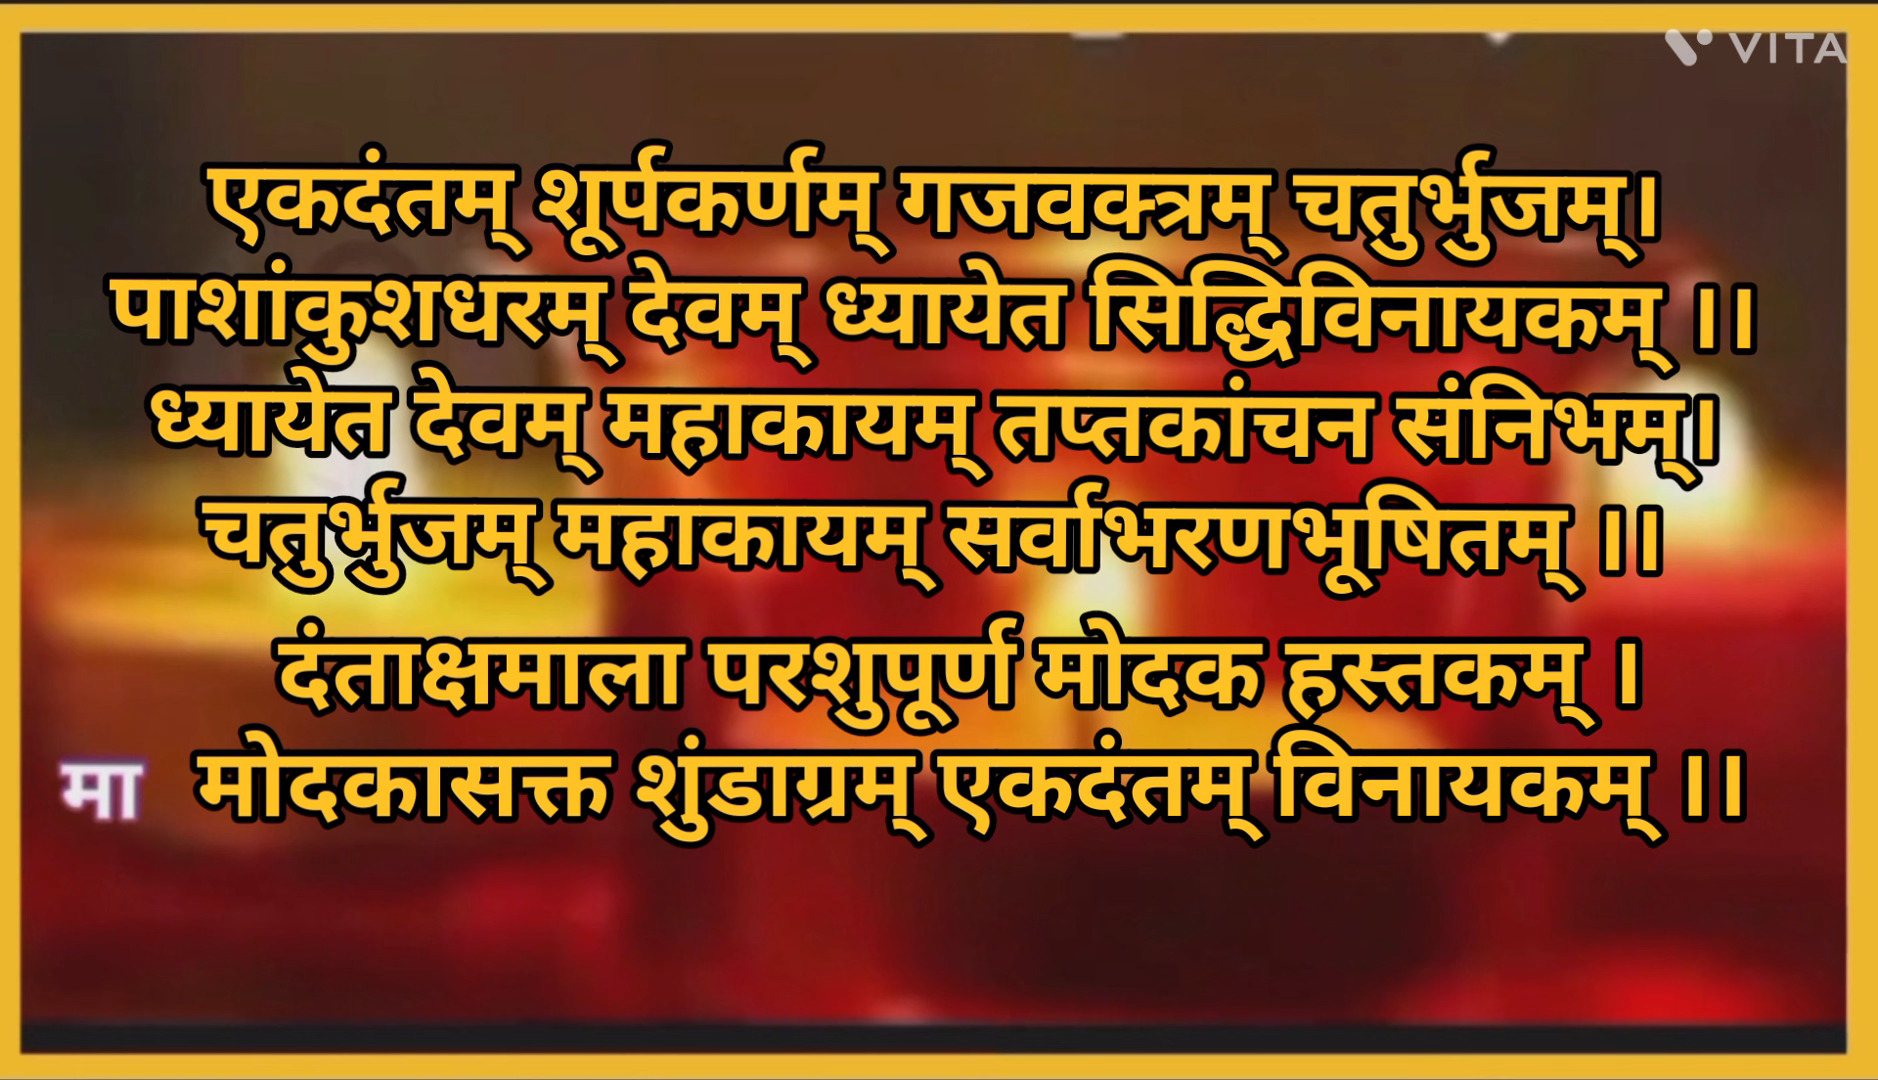 VITA
एकदंतम् शूर्पकर्णम् गजवक्त्रम् चतुर्भुजम्।
पाशांकुशधरम् देवम् ध्यायेत सिद्धिविनायकम् ।।
ध्यायेत देवम् महाकायम् तप्तकांचन संनिभम्।
चतुर्भुजम् महाकायम् सर्वाभरणभूषितम् ।।
दंताक्षमाला परशुपूर्ण मोदक हस्तकम् ।
मा मोदकासक्त शुंडाग्रम् एकदंतम् विनायकम् ।।